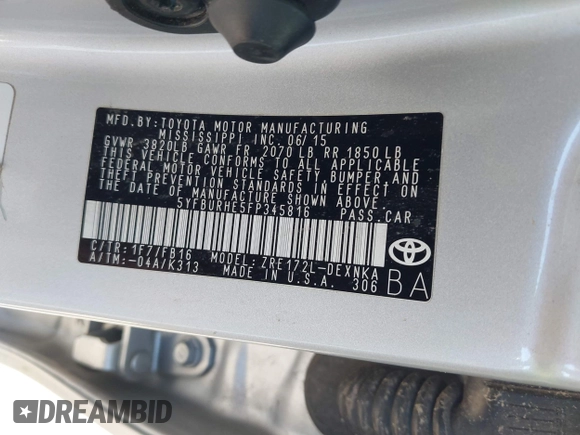 MFD.BY:TOYOTA MOTOR MANUFACTURING
MISSISSIPPI INC. 06/15
GVWR 3820LB GAWR FR 2070 LB RR 1850 LB
THIS VEHICLE CONFORMS TO ALL APPLICABLE
FEDERAL MOTOR VEHICLE SAFETY, BUMPER, AND
THEFT PREVENTION STANDARDS IN EFFECT ON
THE DATE OF MANUFACTURE SHOWN ABOVE.
5YFBURHE5FP345816 PASS.CAR
C/TR:1F7/FB16 MODEL:ZRE172L-DEXNKA
A/TM:-04A/K313 MADE IN U.S.A. 306
BA
DREAMBID